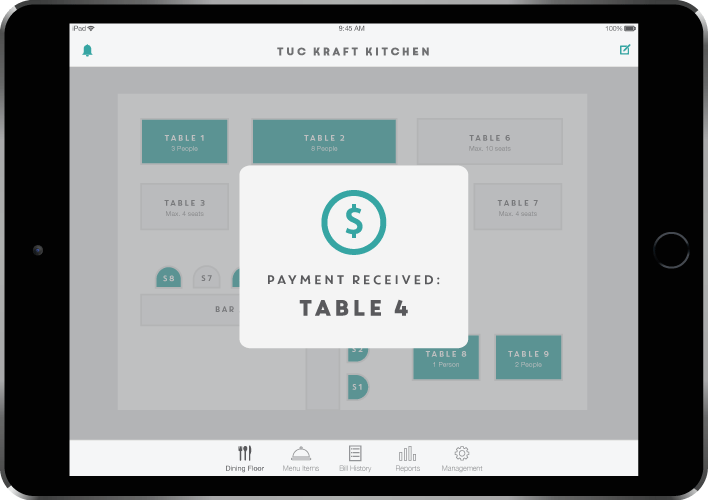 iPad
9:45 AM
100%
TUC KRAFT KITCHEN
TABLE 1
3 People
TABLE 2
8 People
TABLE 6
Max. 10 seats
TABLE 3
Max. 4 seats
TABLE 7
Max. 4 seats
$
PAYMENT RECEIVED:
TABLE 4
S8
S7
BAR
S2
TABLE 8
1 Person
TABLE 9
2 People
S1
Dining Floor
Menu Items
Bill History
Reports
Management